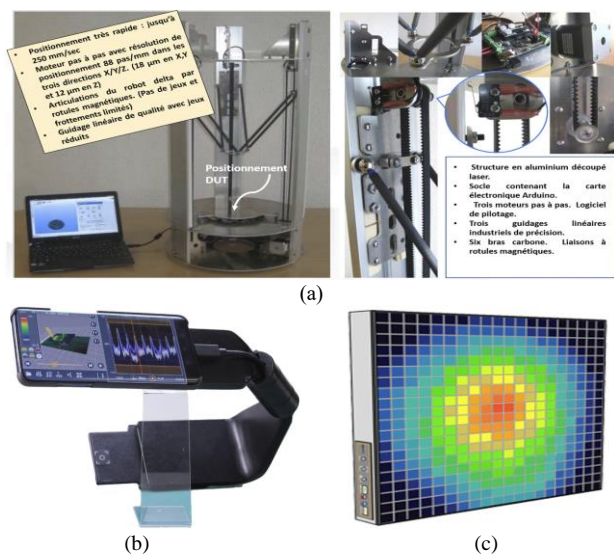 • Positionnement très rapide : jusqu'à
250 mm/sec
• Moteur pas à pas avec résolution de
positionnement 88 pas/mm dans les
trois directions X/Y/Z. (18 µm en X,Y
et 12 µm en Z)
• Articulations du robot delta par
rotules magnétiques. (Pas de jeux et
frottements limités)
• Guidage linéaire de qualité avec jeux
réduits
Positionnement
DUT
• Structure en aluminium découpé
laser.
• Socle contenant la carte
électronique Arduino.
• Trois moteurs pas à pas. Logiciel
de pilotage.
• Trois guidages linéaires
industriels de précision.
• Six bras carbone. Liaisons à
rotules magnétiques.
(a)
(b)
(c)